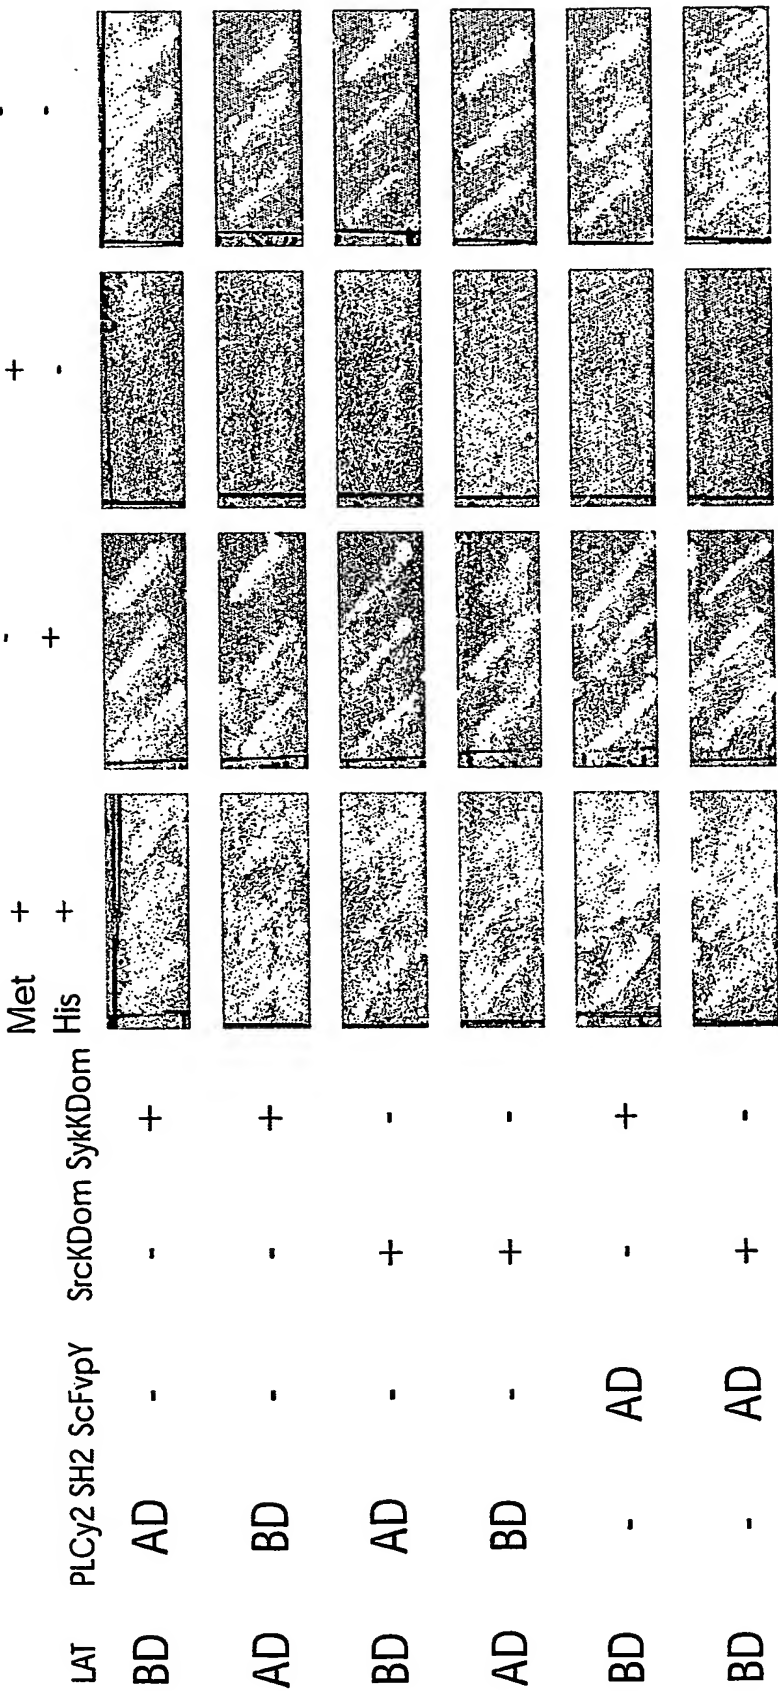 Met + - + -
His + + - -
LAT PLCy2 SH2 ScFvpY SrcKDom SykKDom
BD AD - - +
AD BD - - +
BD AD - + -
AD BD - + -
BD - AD - +
BD - AD + -